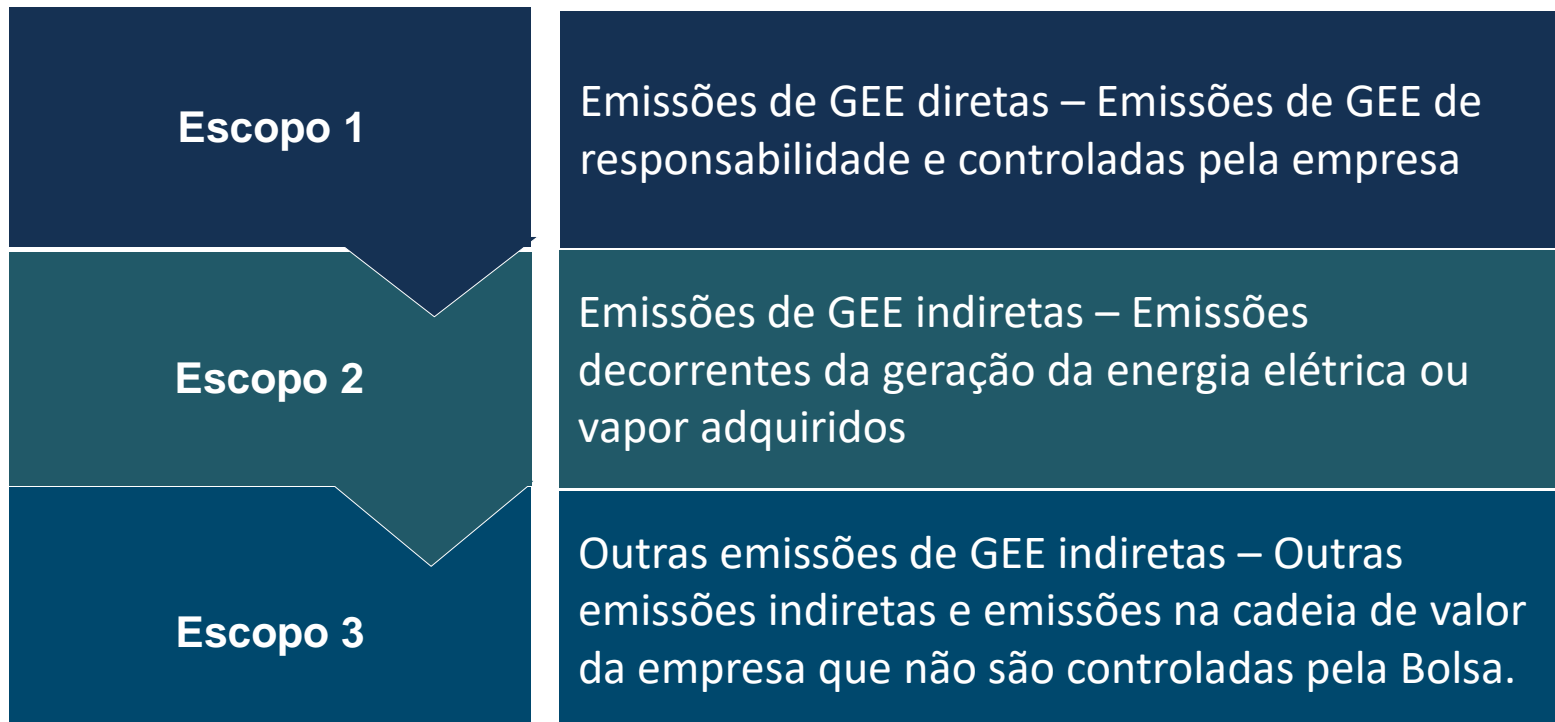 Escopo 1
Emissões de GEE diretas – Emissões de GEE de
responsabilidade e controladas pela empresa
Escopo 2
Emissões de GEE indiretas – Emissões
decorrentes da geração da energia elétrica ou
vapor adquiridos
Escopo 3
Outras emissões de GEE indiretas – Outras
emissões indiretas e emissões na cadeia de valor
da empresa que não são controladas pela Bolsa.